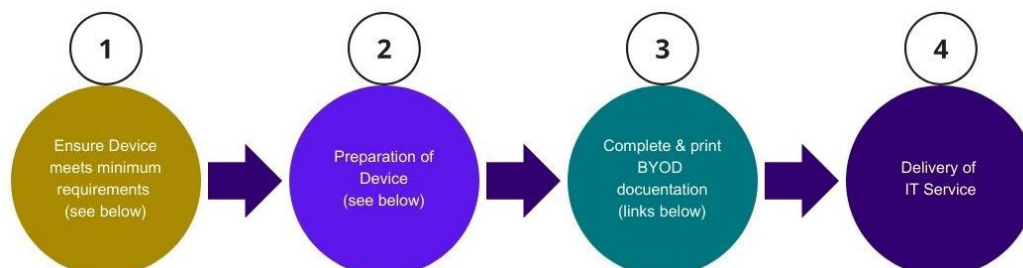 1
Ensure Device
meets minimum
requirements
(see below)
2
Preparation of
Device
(see below)
3
Complete & print
BYOD
docuentation
(links below)
4
Delivery of
IT Service